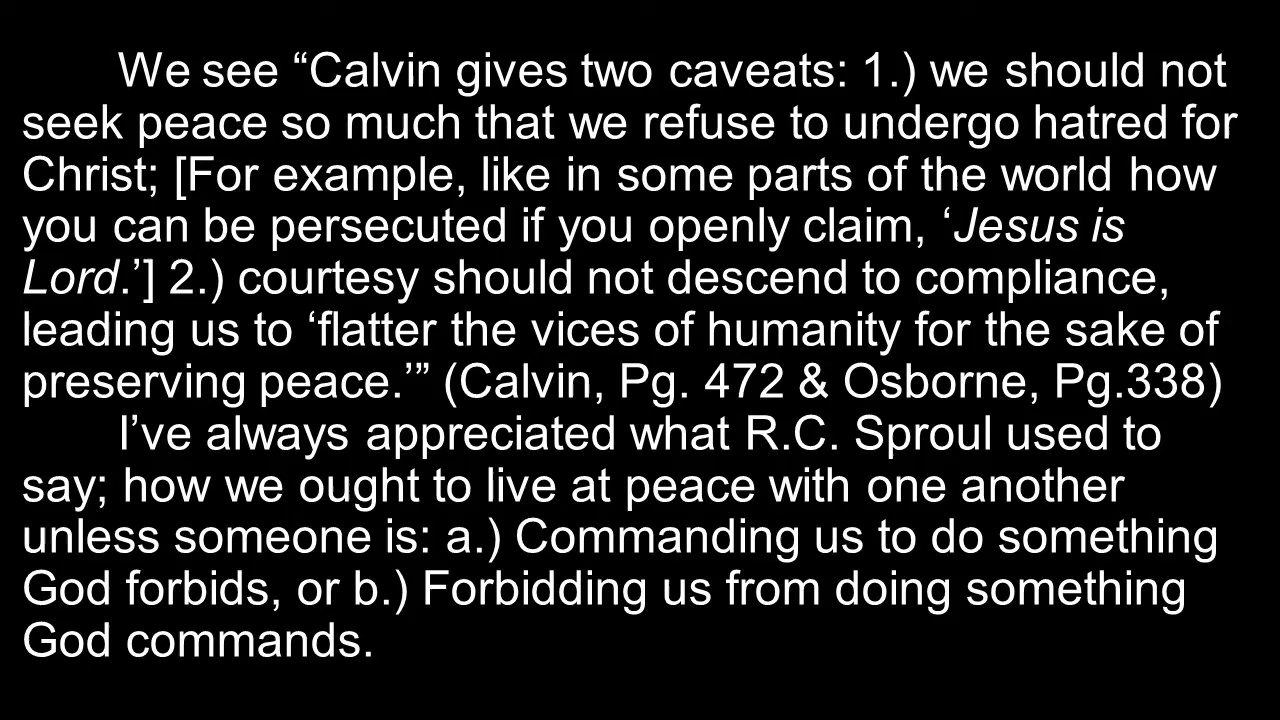 We see “Calvin gives two caveats: 1.) we should not
seek peace so much that we refuse to undergo hatred for
Christ; [For example, like in some parts of the world how
you can be persecuted if you openly claim, ‘Jesus is
Lord.’] 2.) courtesy should not descend to compliance,
leading us to ‘flatter the vices of humanity for the sake of
preserving peace.’” (Calvin, Pg. 472 & Osborne, Pg.338)
I’ve always appreciated what R.C. Sproul used to
say; how we ought to live at peace with one another
unless someone is: a.) Commanding us to do something
God forbids, or b.) Forbidding us from doing something
God commands.